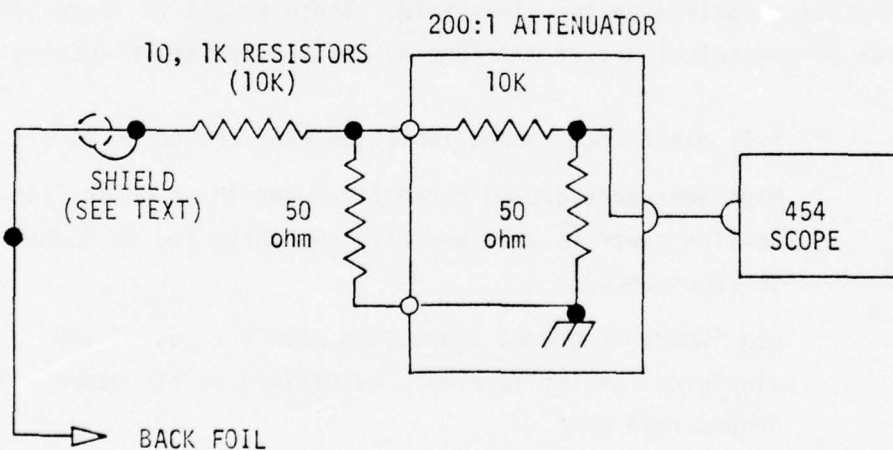 200:1 ATTENUATOR
10, 1K RESISTORS
(10K)
10K
SHIELD
(SEE TEXT)
50
ohm
50
ohm
454
SCOPE
BACK FOIL